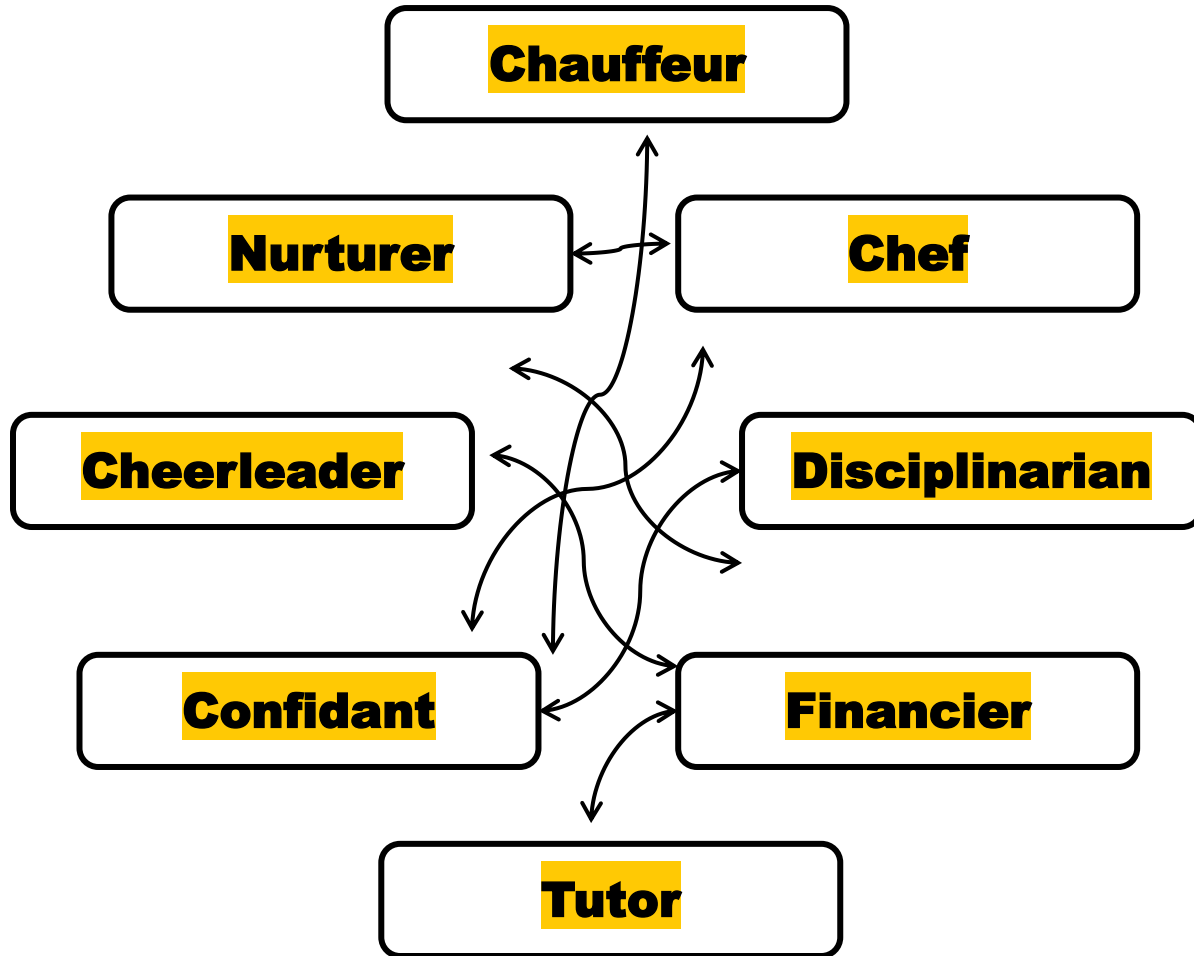 Chauffeur
Nurturer
Chef
Cheerleader
Disciplinarian
Confidant
Financier
Tutor